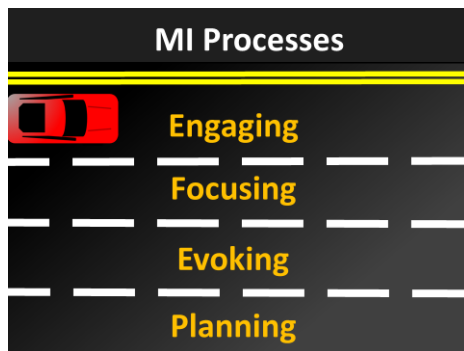 MI Processes
Engaging
Focusing
Evoking
Planning